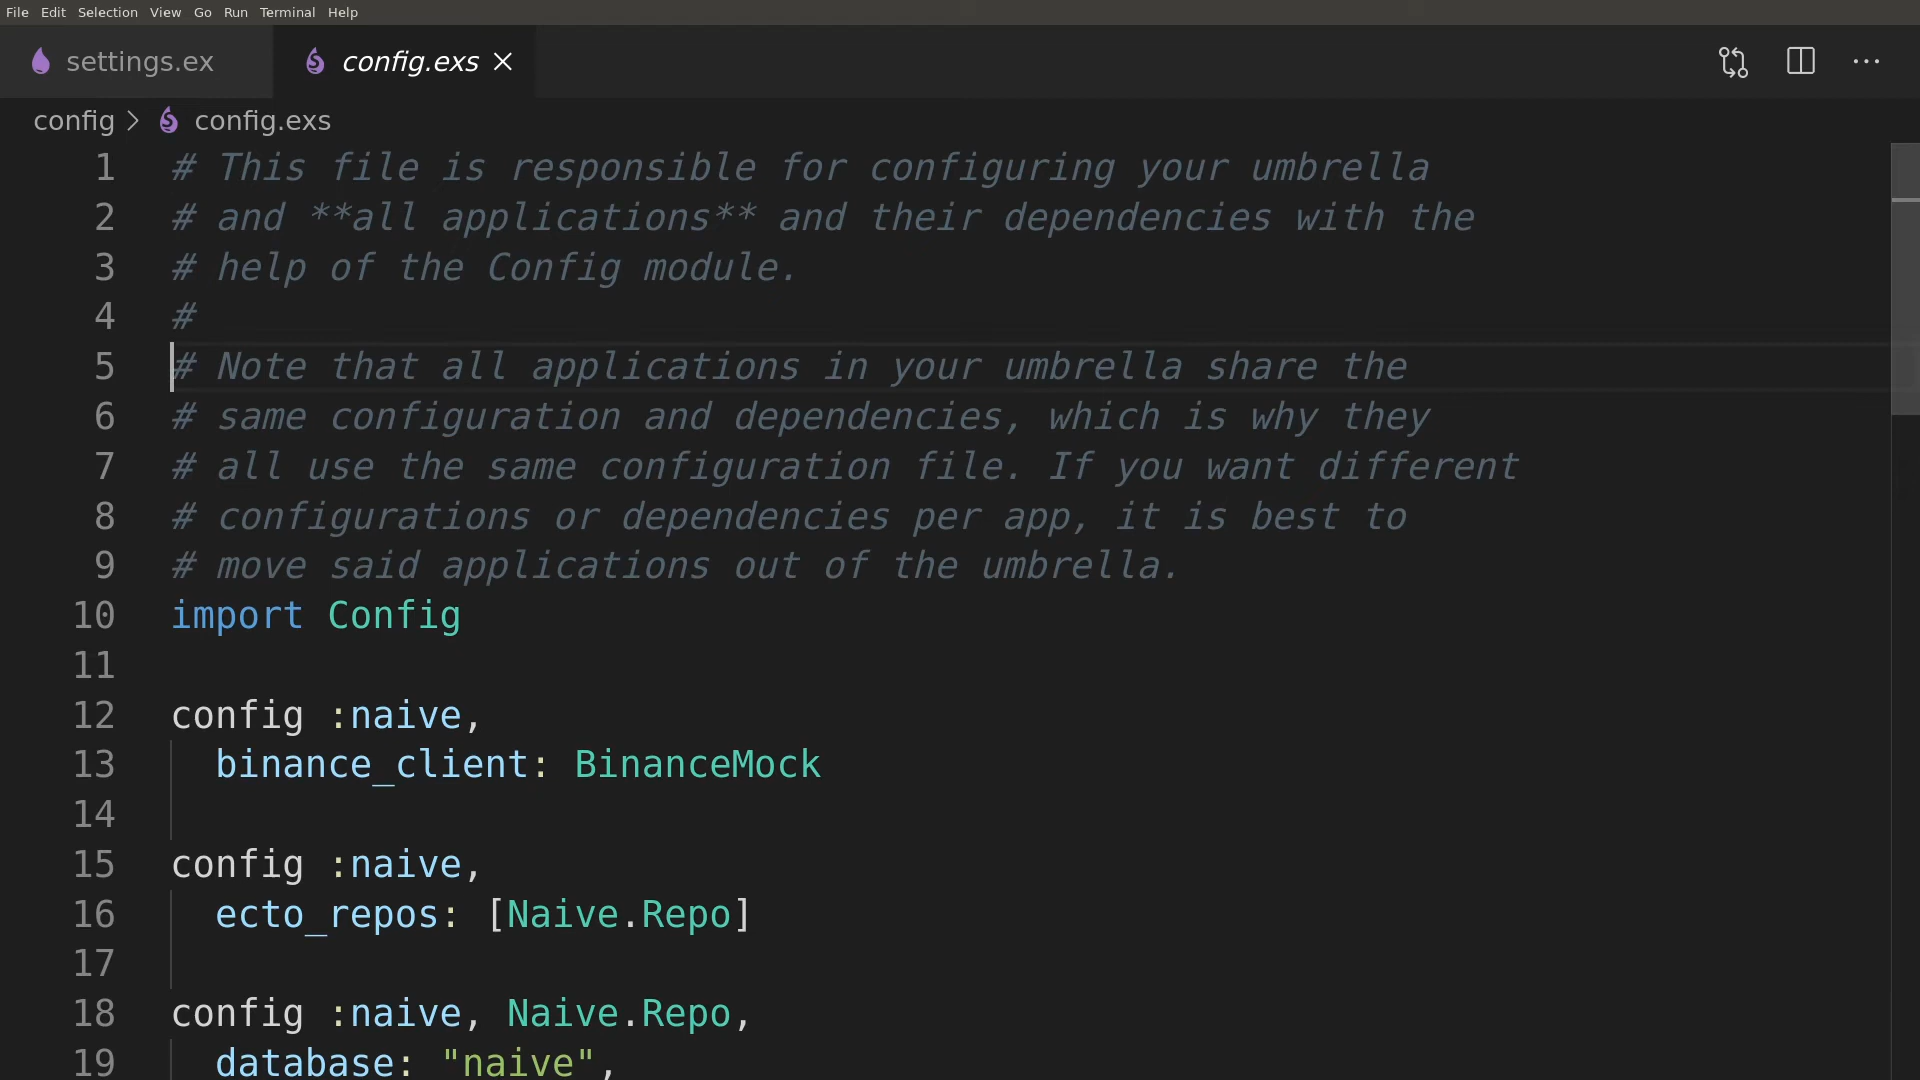 File Edit Selection View Go Run Terminal Help
settings.ex config.exs
config > config.exs
1 # This file is responsible for configuring your umbrella
2 # and **all applications** and their dependencies with the
3 # help of the Config module.
4 #
5 # Note that all applications in your umbrella share the
6 # same configuration and dependencies, which is why they
7 # all use the same configuration file. If you want different
8 # configurations or dependencies per app, it is best to
9 # move said applications out of the umbrella.
10 import Config
11
12 config :naive,
13   binance_client: BinanceMock
14
15 config :naive,
16   ecto_repos: [Naive.Repo]
17
18 config :naive, Naive.Repo,
19   database: "naive",